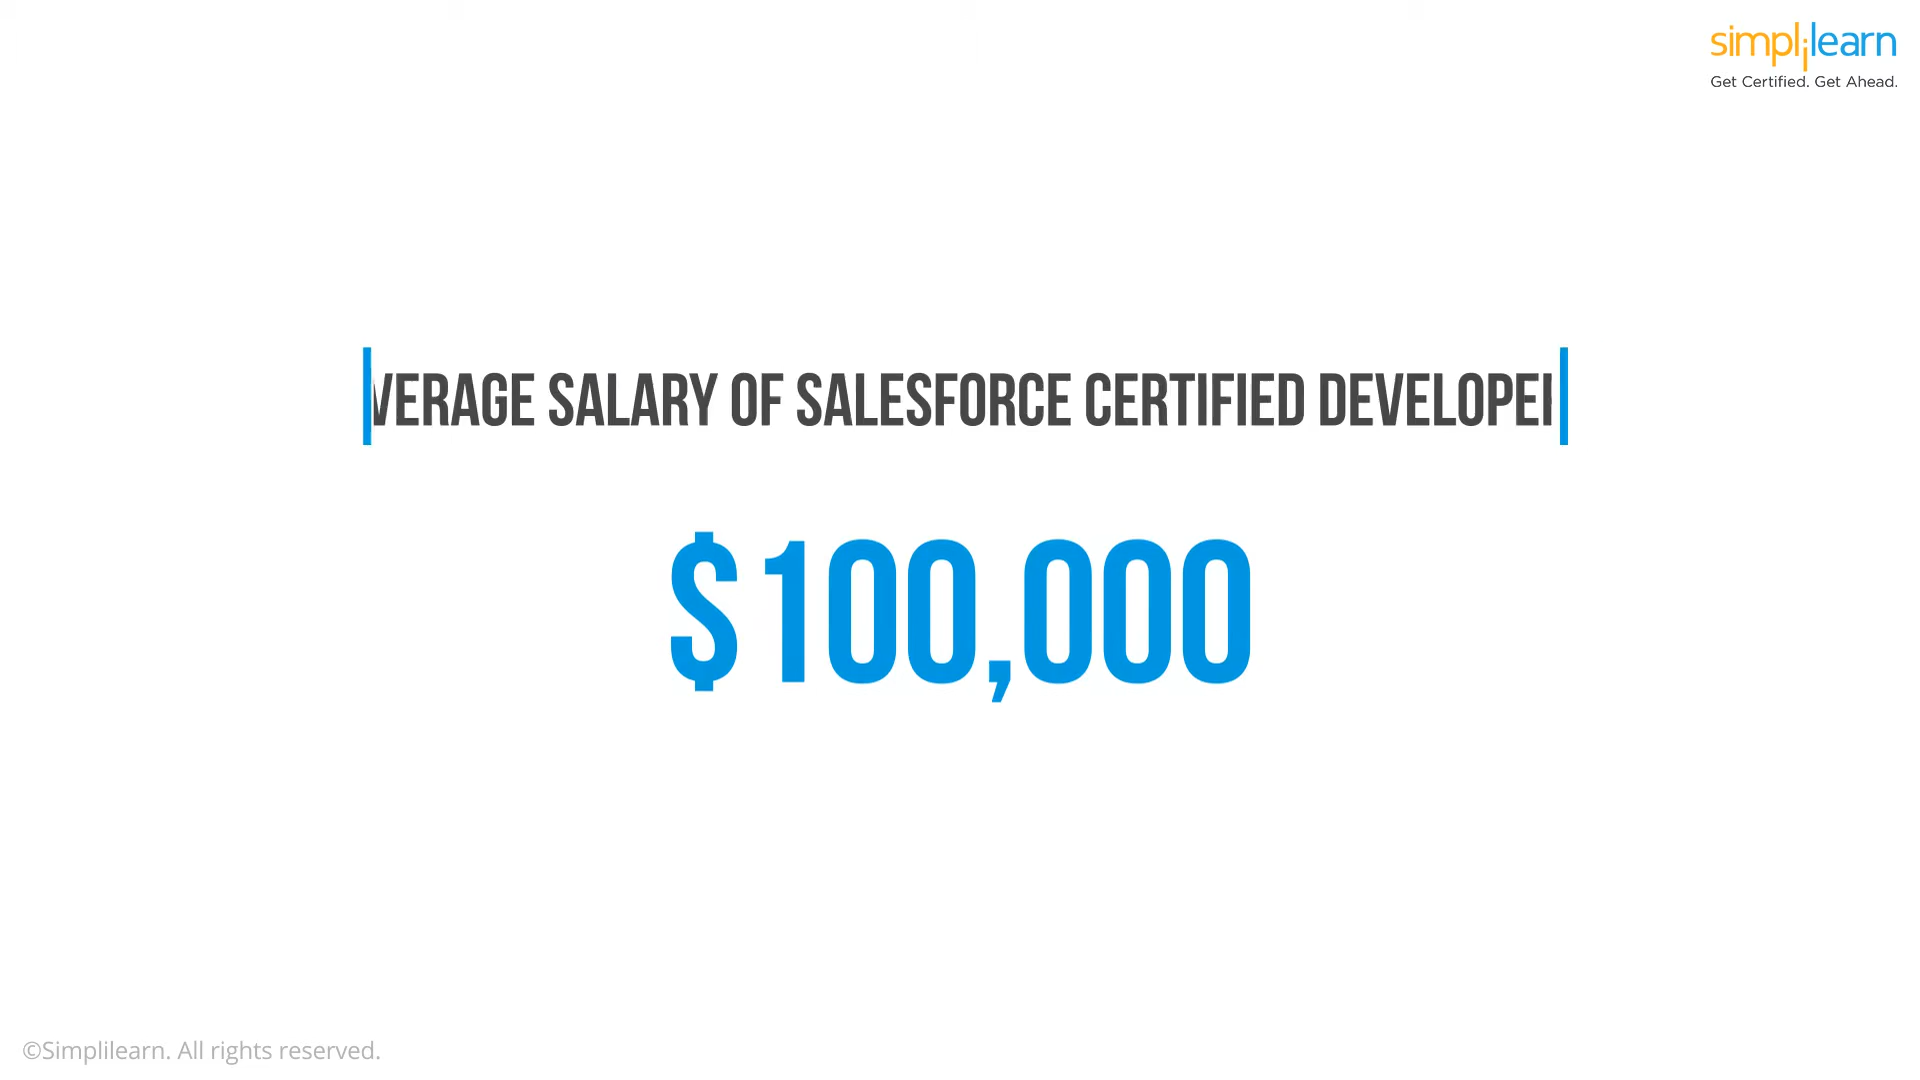 simplilearn
Get Certified. Get Ahead.
VERAGE SALARY OF SALESFORCE CERTIFIED DEVELOPE
$100,000
©Simplilearn. All rights reserved.